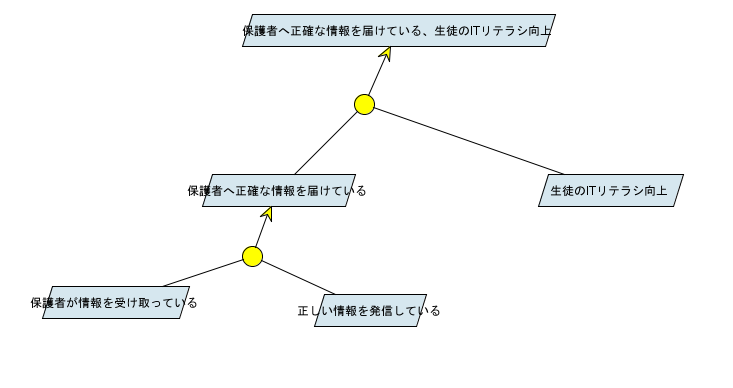 保護者へ正確な情報を届けている、生徒のITリテラシ向上
保護者へ正確な情報を届けている
生徒のITリテラシ向上
保護者が情報を受け取っている
正しい情報を発信している